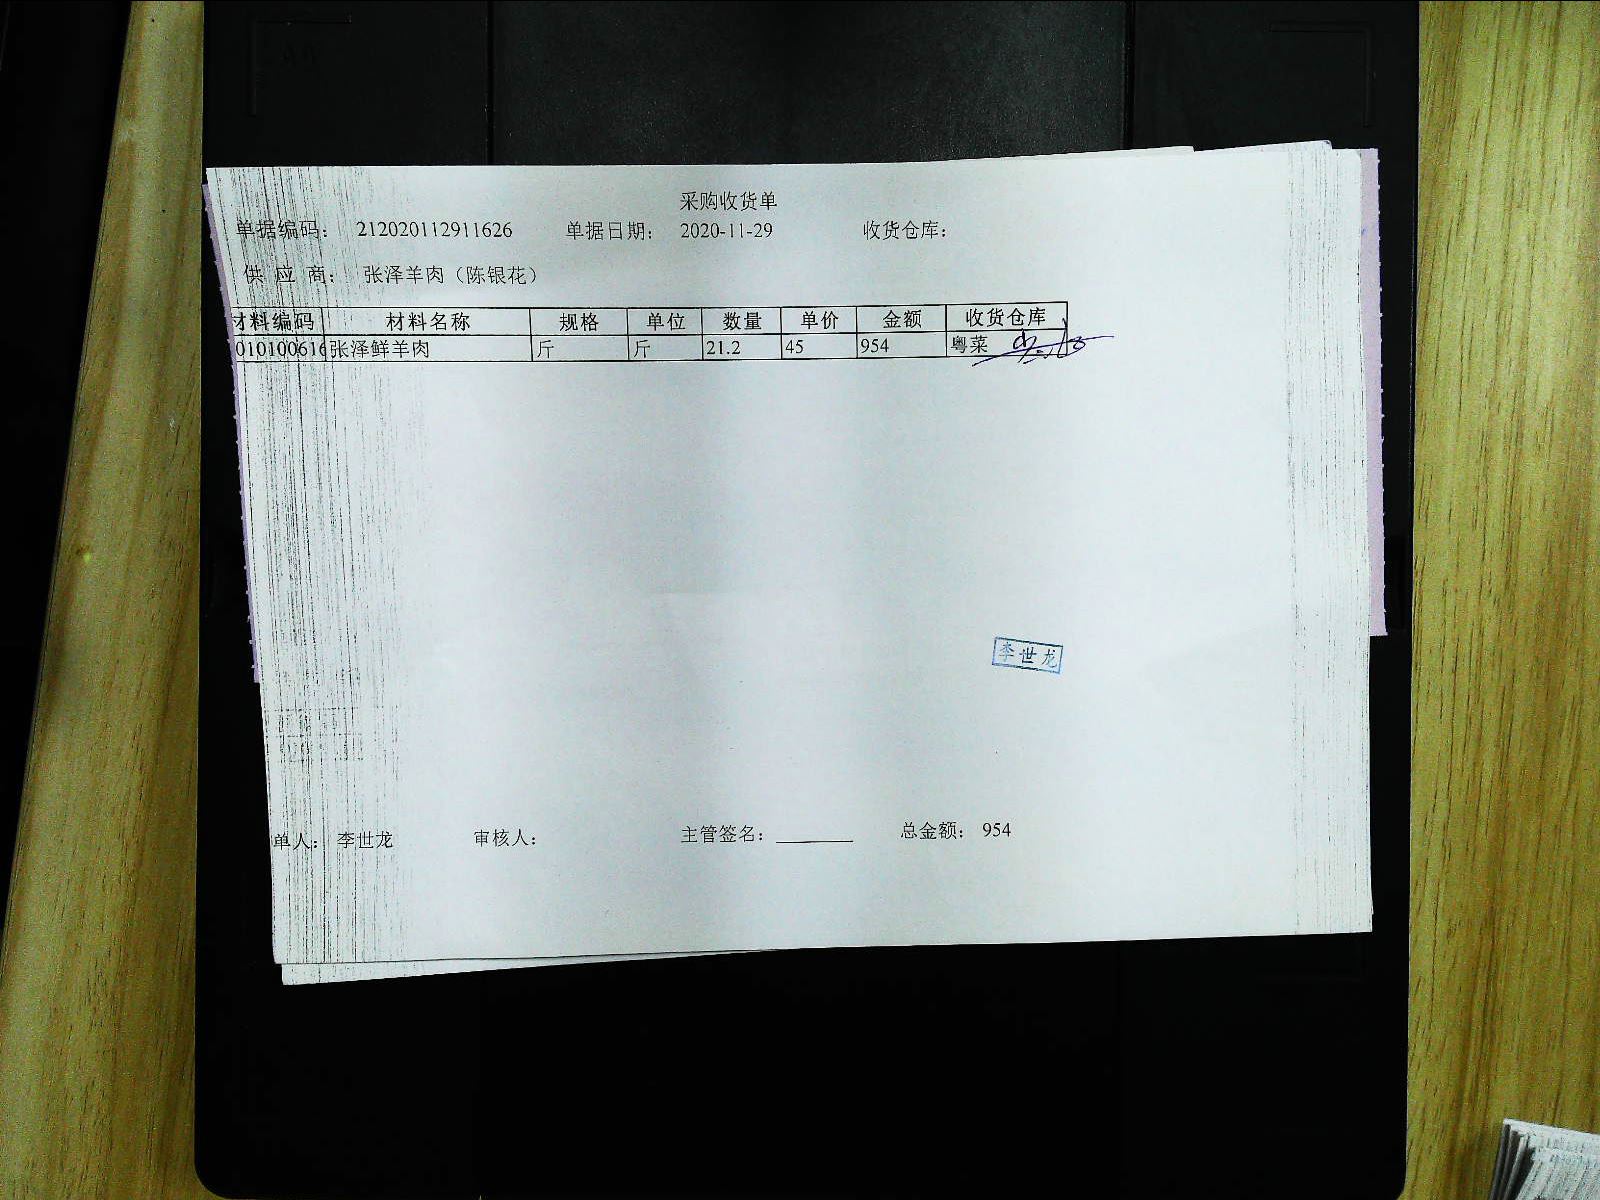 采购收货单
单据编码： 212020112911626 单据日期： 2020-11-29 收货仓库：
供 应 商： 张泽羊肉（陈银花）
材料编码 材料名称 规格 单位 数量 单价 金额 收货仓库
010100616 张泽鲜羊肉 斤 斤 21.2 45 954 粤菜
李世龙
单人： 李世龙 审核人： 主管签名： 总金额： 954